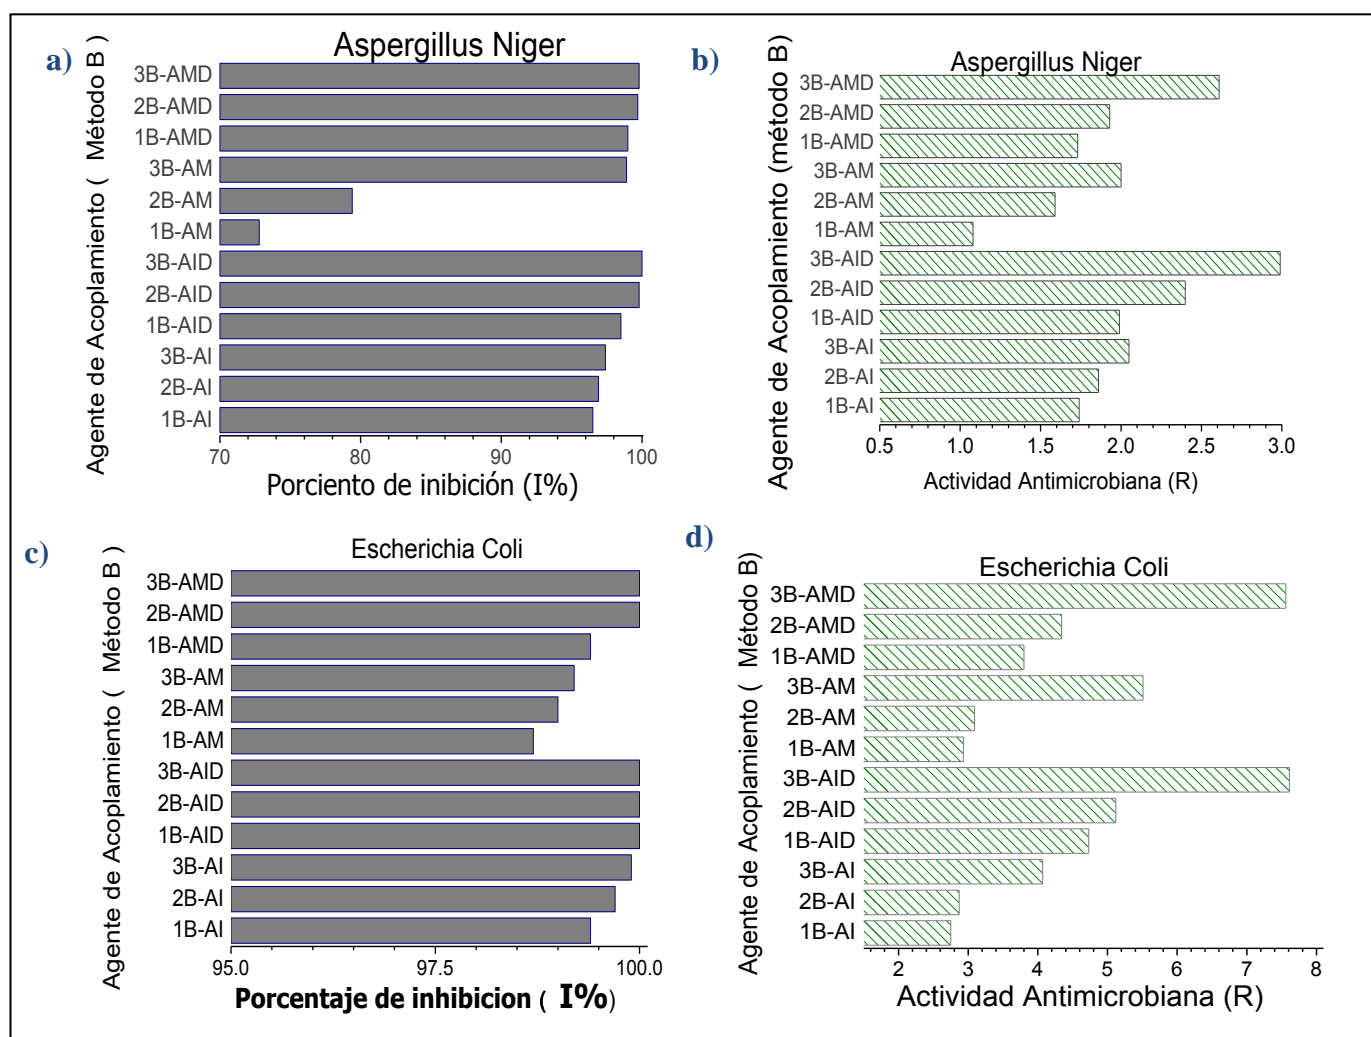 a)
Aspergillus Niger
Agente de Acoplamiento ( Método B )
3B-AMD
2B-AMD
1B-AMD
3B-AM
2B-AM
1B-AM
3B-AID
2B-AID
1B-AID
3B-AI
2B-AI
1B-AI
70 80 90 100
Porciento de inibición (I%)
b)
Aspergillus Niger
Agente de Acoplamiento (método B)
3B-AMD
2B-AMD
1B-AMD
3B-AM
2B-AM
1B-AM
3B-AID
2B-AID
1B-AID
3B-AI
2B-AI
1B-AI
0.5 1.0 1.5 2.0 2.5 3.0
Actividad Antimicrobiana (R)
c)
Escherichia Coli
Agente de Acoplamiento ( Método B )
3B-AMD
2B-AMD
1B-AMD
3B-AM
2B-AM
1B-AM
3B-AID
2B-AID
1B-AID
3B-AI
2B-AI
1B-AI
95.0 97.5 100.0
Porcentaje de inhibicion ( I%)
d)
Escherichia Coli
Agente de Acoplamiento ( Método B)
3B-AMD
2B-AMD
1B-AMD
3B-AM
2B-AM
1B-AM
3B-AID
2B-AID
1B-AID
3B-AI
2B-AI
1B-AI
2 3 4 5 6 7 8
Actividad Antimicrobiana (R)